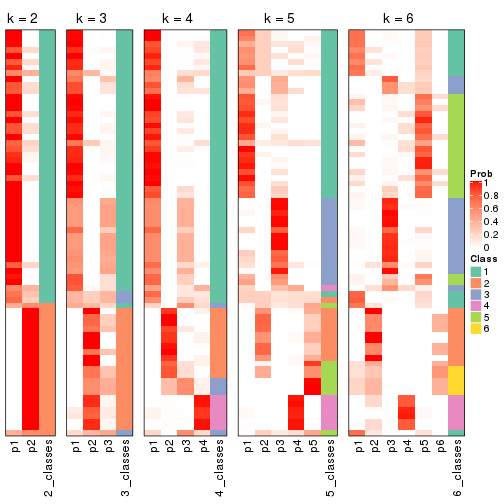 k = 2
k = 3
k = 4
k = 5
k = 6
p1
p2
2_classes
p1
p2
p3
3_classes
p1
p2
p3
p4
4_classes
p1
p2
p3
p4
p5
5_classes
p1
p2
p3
p4
p5
p6
6_classes
Prob
1
0.8
0.6
0.4
0.2
0
Class
1
2
3
4
5
6